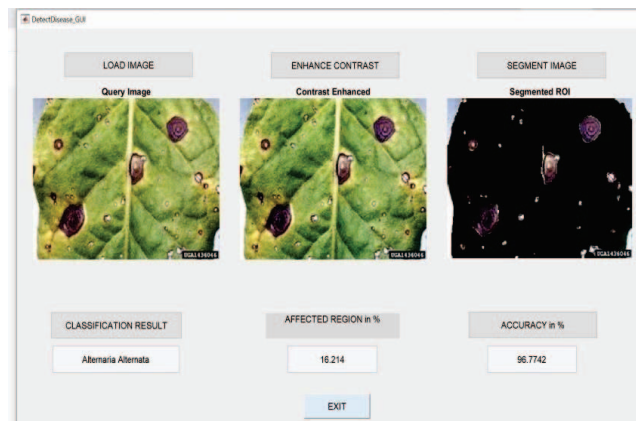 DetectDisease_GUI
LOAD IMAGE
ENHANCE CONTRAST
SEGMENT IMAGE
Query Image
Contrast Enhanced
Segmented ROI
UGA1436046
UGA1436046
UGA1436046
CLASSIFICATION RESULT
AFFECTED REGION in %
ACCURACY in %
Alternaria Alternata
16.214
96.7742
EXIT